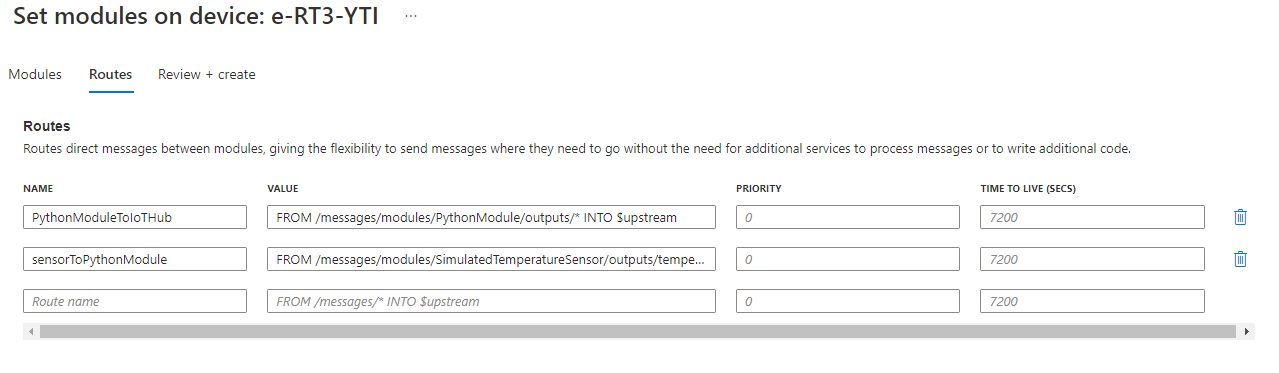 Set modules on device: e-RT3-YTI ...
Modules Routes Review + create
Routes
Routes direct messages between modules, giving the flexibility to send messages where they need to go without the need for additional services to process messages or to write additional code.
NAME VALUE PRIORITY TIME TO LIVE (SECS)
PythonModuleToIoTHub FROM /messages/modules/PythonModule/outputs/* INTO $upstream 0 7200
sensorToPythonModule FROM /messages/modules/SimulatedTemperatureSensor/outputs/tempe... 0 7200
Route name FROM /messages/* INTO $upstream 0 7200